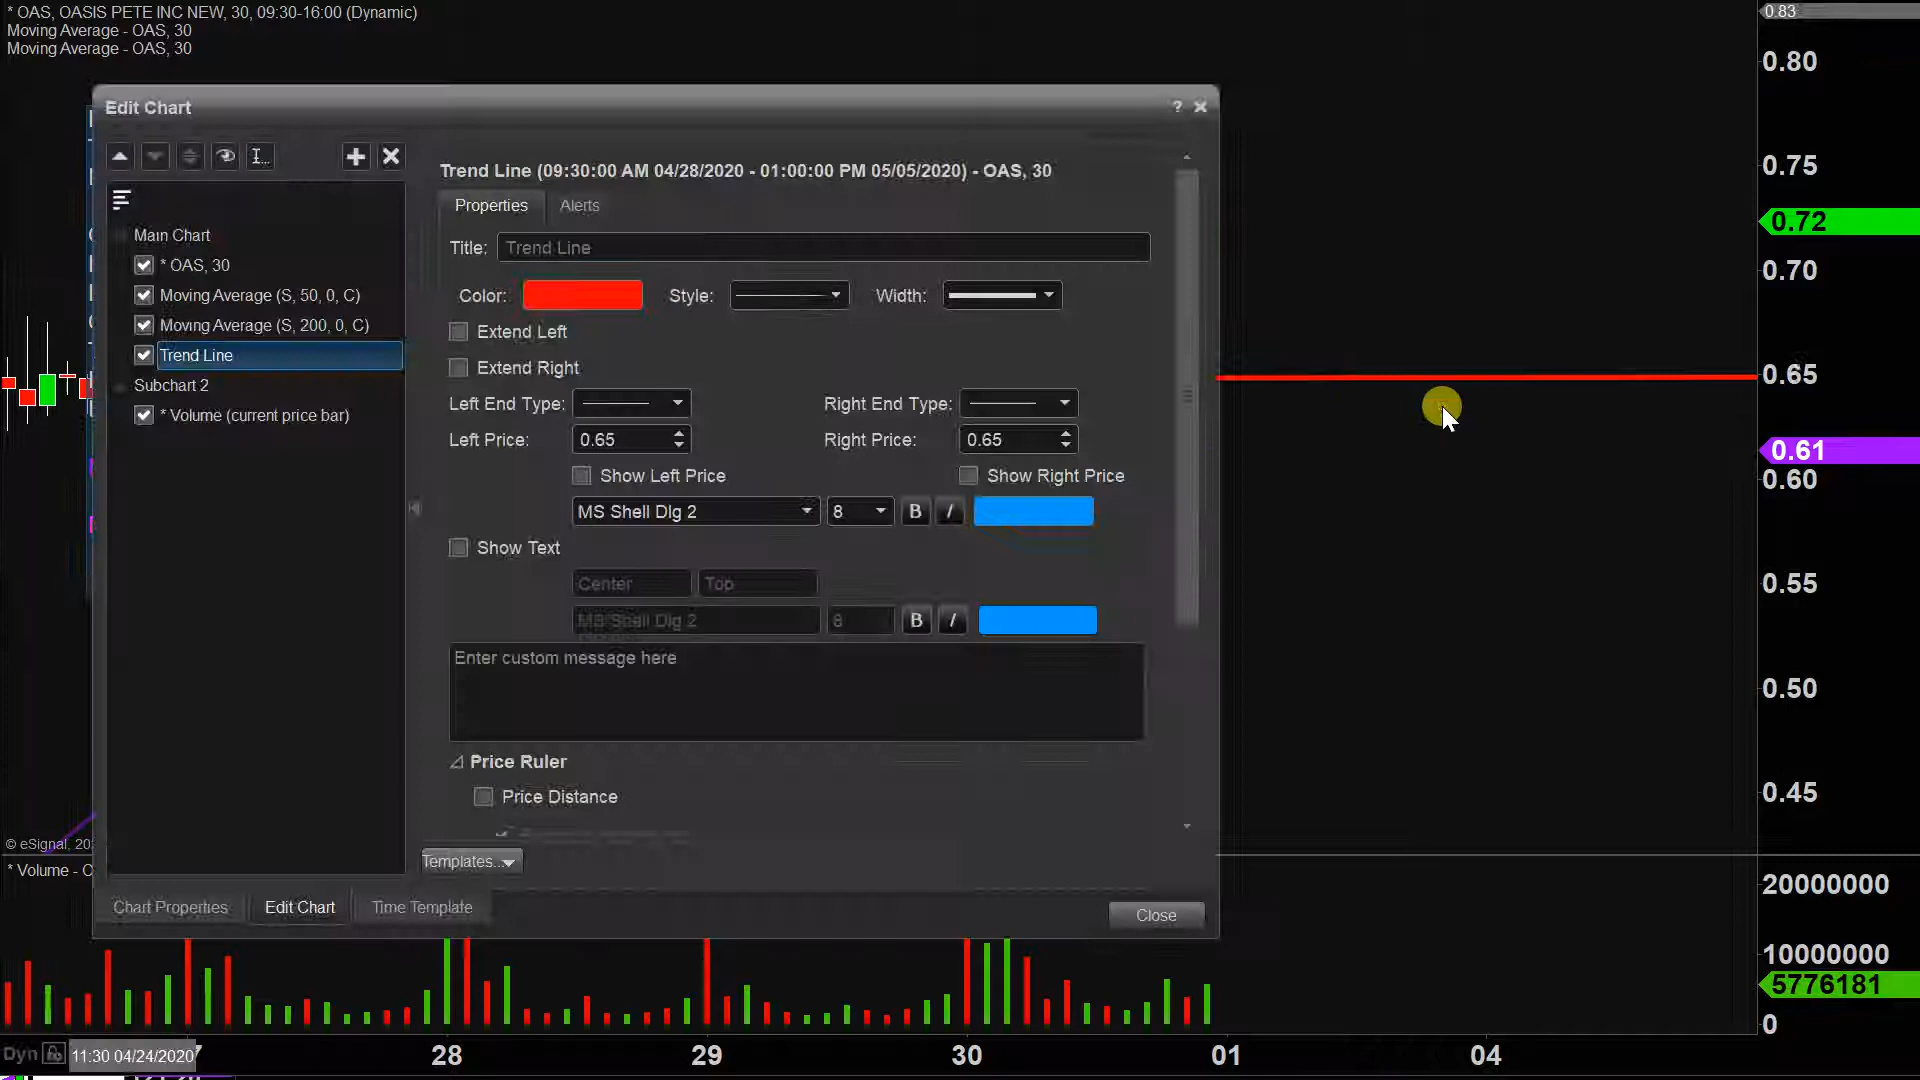 * OAS, OASIS PETE INC NEW, 30, 09:30-16:00 (Dynamic)
Moving Average - OAS, 30
Moving Average - OAS, 30
Edit Chart
?
Main Chart
* OAS, 30
Moving Average (S, 50, 0, C)
Moving Average (S, 200, 0, C)
Trend Line
Subchart 2
* Volume (current price bar)
Trend Line (09:30:00 AM 04/28/2020 - 01:00:00 PM 05/05/2020) - OAS, 30
Properties Alerts
Title: Trend Line
Color: Style: Width:
Extend Left
Extend Right
Left End Type: Right End Type:
Left Price: 0.65 Right Price: 0.65
Show Left Price Show Right Price
MS Shell Dlg 2 8 B I
Show Text
Center Top
MS Shell Dlg 2 8 B I
Enter custom message here
Price Ruler
Price Distance
Templates...
Chart Properties Edit Chart Time Template
Close
0.83
0.80
0.75
0.72
0.70
0.65
0.61
0.60
0.55
0.50
0.45
© eSignal, 20
* Volume - 
20000000
10000000
5776181
0
Dyn 11:30 04/24/2020 28 29 30 01 04